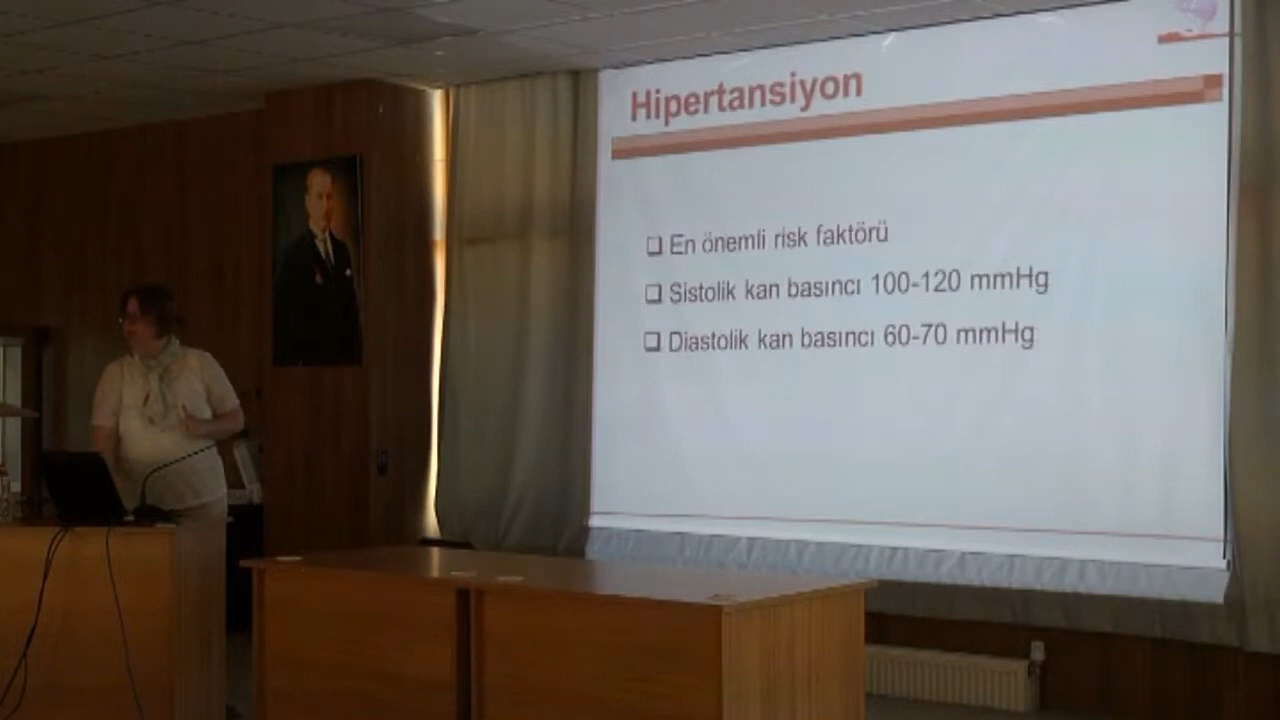 Hipertansiyon
En önemli risk faktörü
Sistolik kan basıncı 100-120 mmHg
Diastolik kan basıncı 60-70 mmHg